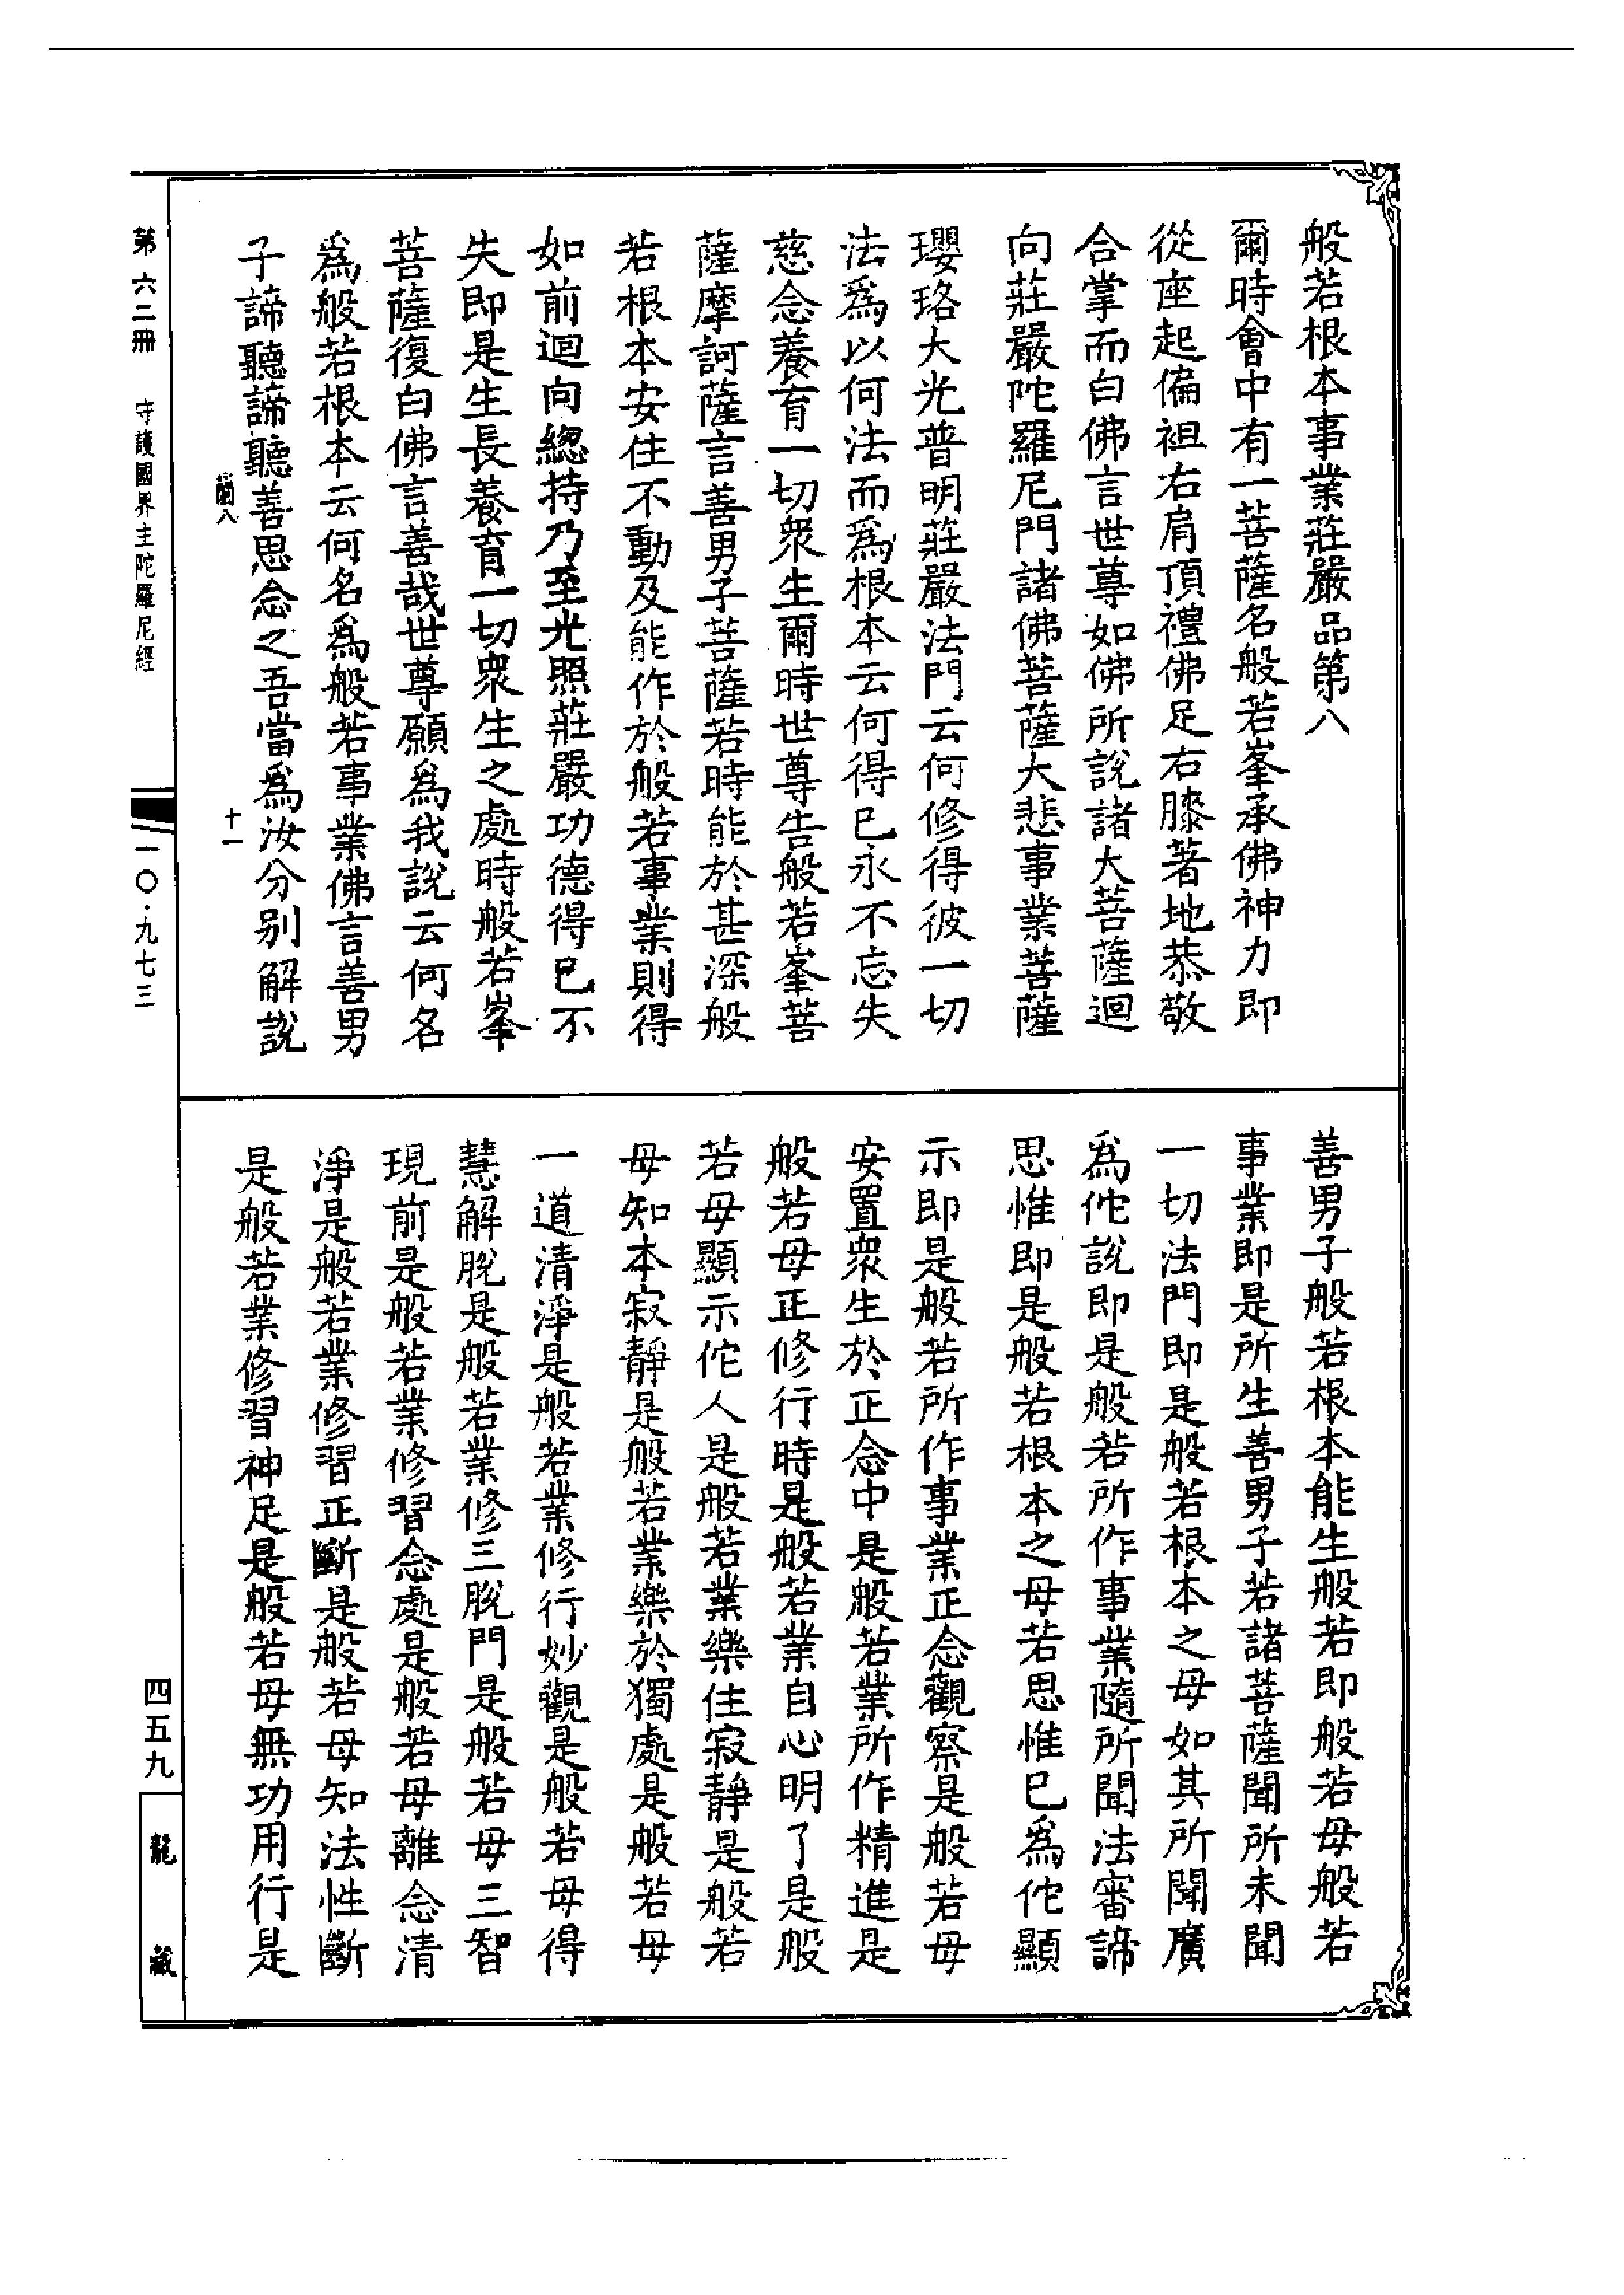 般若根本事業莊嚴品第八
爾時會中有一菩薩名般若峯承佛神力即
從座起偏袒右肩頂禮佛足右膝著地恭敬
合掌而白佛言世尊如佛所說諸大菩薩迴
向莊嚴陀羅尼門諸佛菩薩大悲事業菩薩
瓔珞大光普明莊嚴法門云何修得彼一切
法爲以何法而爲根本云何得已永不忘失
慈念養育一切眾生爾時世尊告般若峯菩
薩摩訶薩言善男子菩薩若時能於甚深般
若根本安住不動及能作於般若事業則得
如前迴向總持乃至光照莊嚴功德得已不
失即是生長養育一切眾生之處時般若峯
菩薩復白佛言善哉世尊願爲我說云何名
爲般若根本云何名爲般若事業佛言善男
子諦聽諦聽善思念之吾當爲汝分別解說
蘭八
十一
善男子般若根本能生般若即般若母般若
事業即是所生善男子若諸菩薩聞所未聞
一切法門即是般若根本之母如其所聞廣
爲佗說即是般若所作事業隨所聞法審諦
思惟即是般若根本之母若思惟已爲佗顯
示即是般若所作事業正念觀察是般若母
安置眾生於正念中是般若業所作精進是
般若母正修行時是般若業自心明了是般
若母顯示佗人是般若業樂住寂靜是般若
母知本寂靜是般若業樂於獨處是般若母
一道清淨是般若業修行妙觀是般若母得
慧解脫是般若業修三脫門是般若母三智
現前是般若業修習念處是般若母離念清
淨是般若業修習正斷是般若母知法性斷
是般若業修習神足是般若母無功用行是
第六二冊
守護國界主陀羅尼經
一〇·九七三
四五九
龍藏